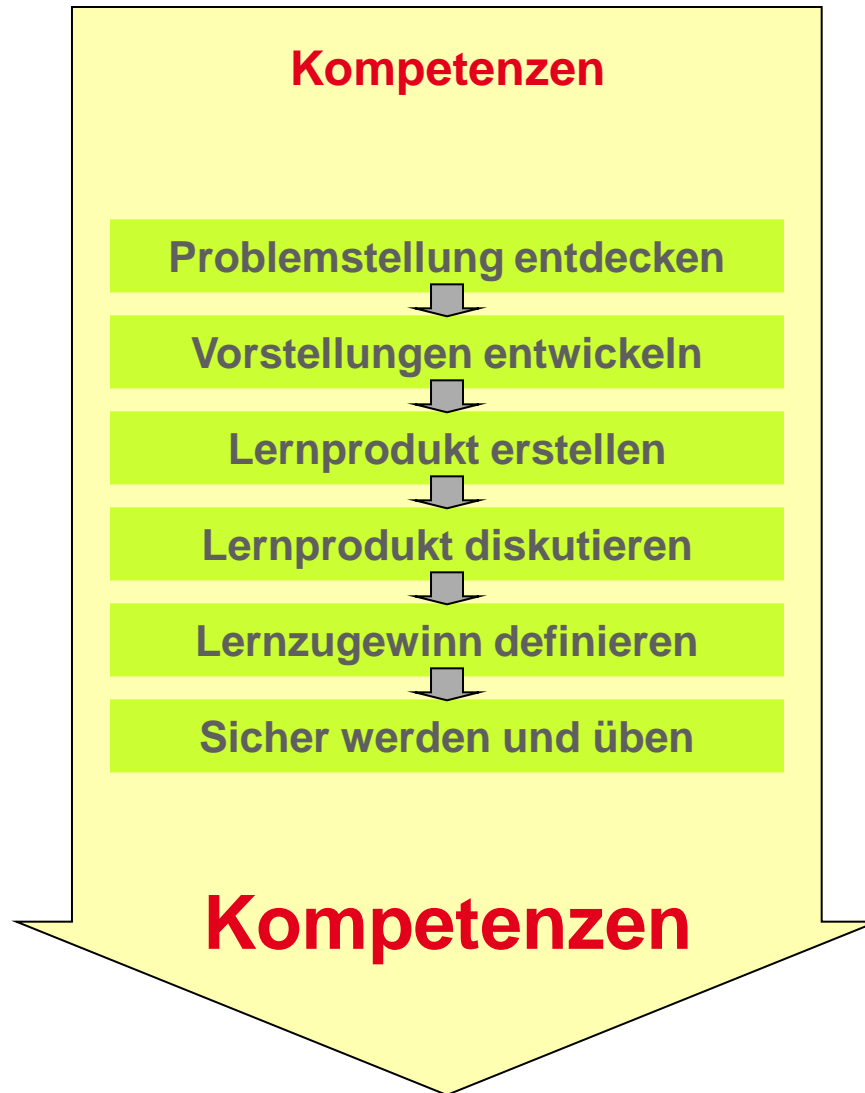 Kompetenzen
Problemstellung entdecken
Vorstellungen entwickeln
Lernprodukt erstellen
Lernprodukt diskutieren
Lernzugewinn definieren
Sicher werden und üben
Kompetenzen